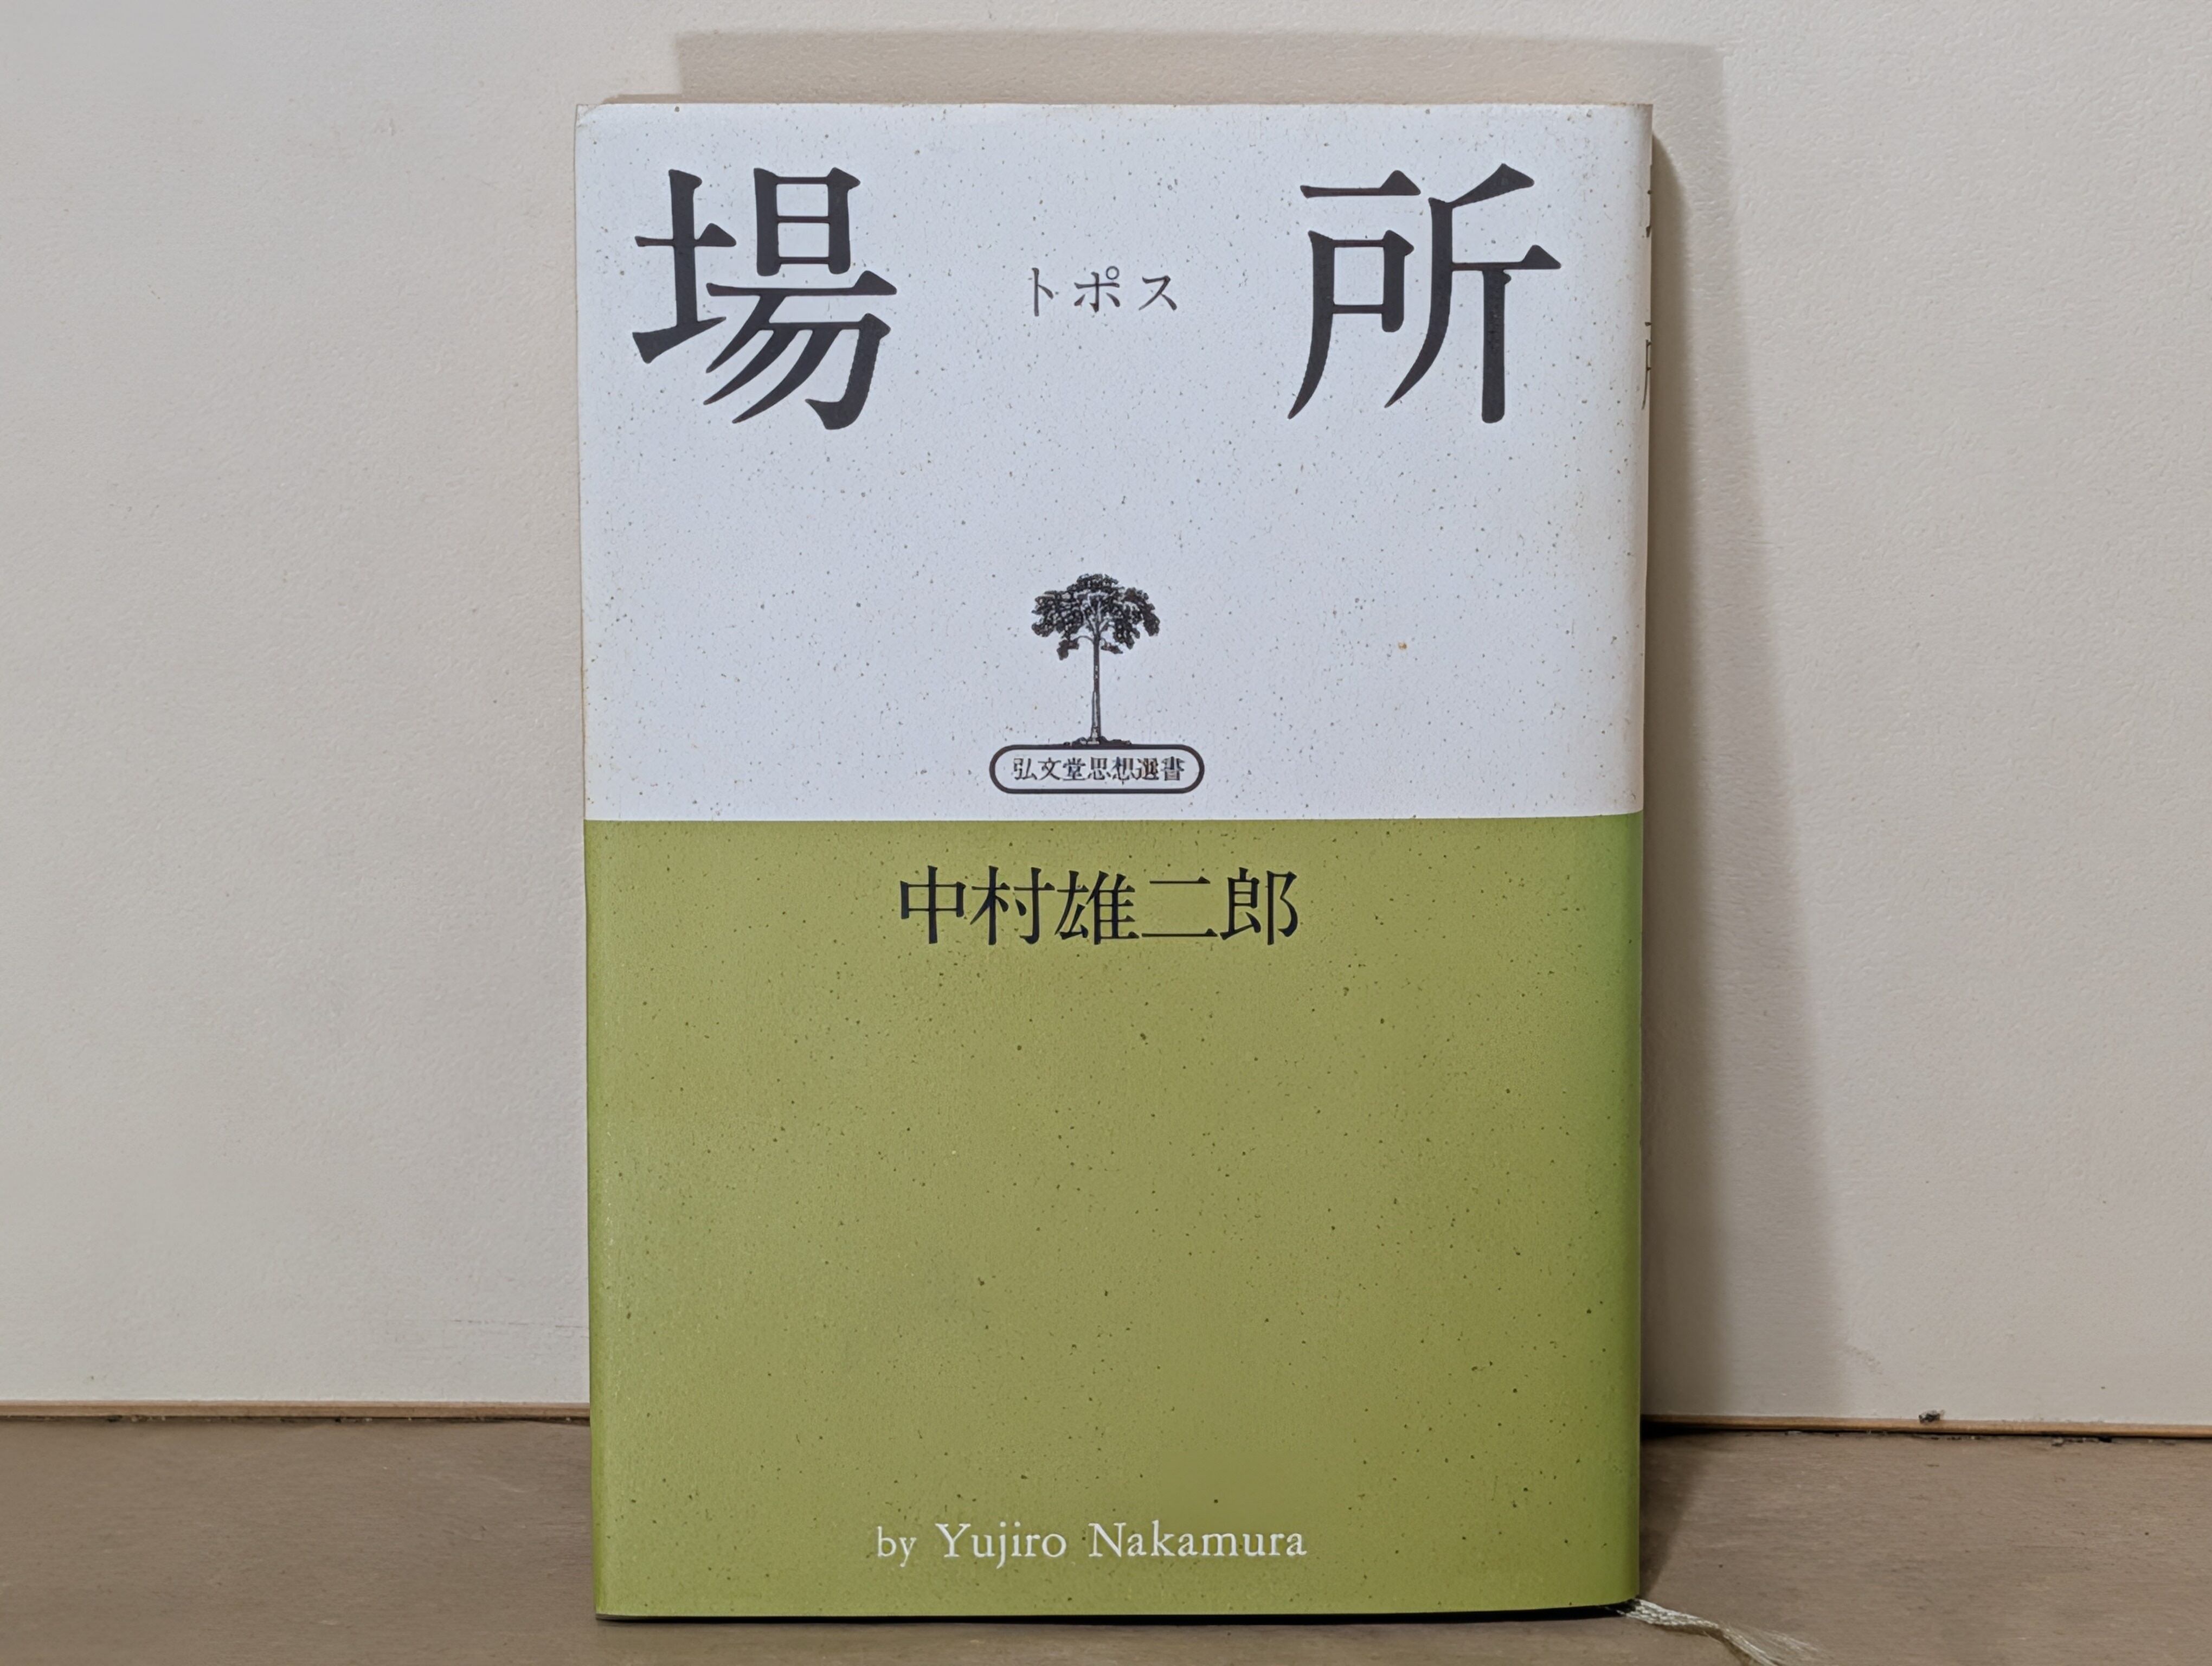 場 トポス 所
弘文堂思想選書
中村雄二郎
by Yujiro Nakamura